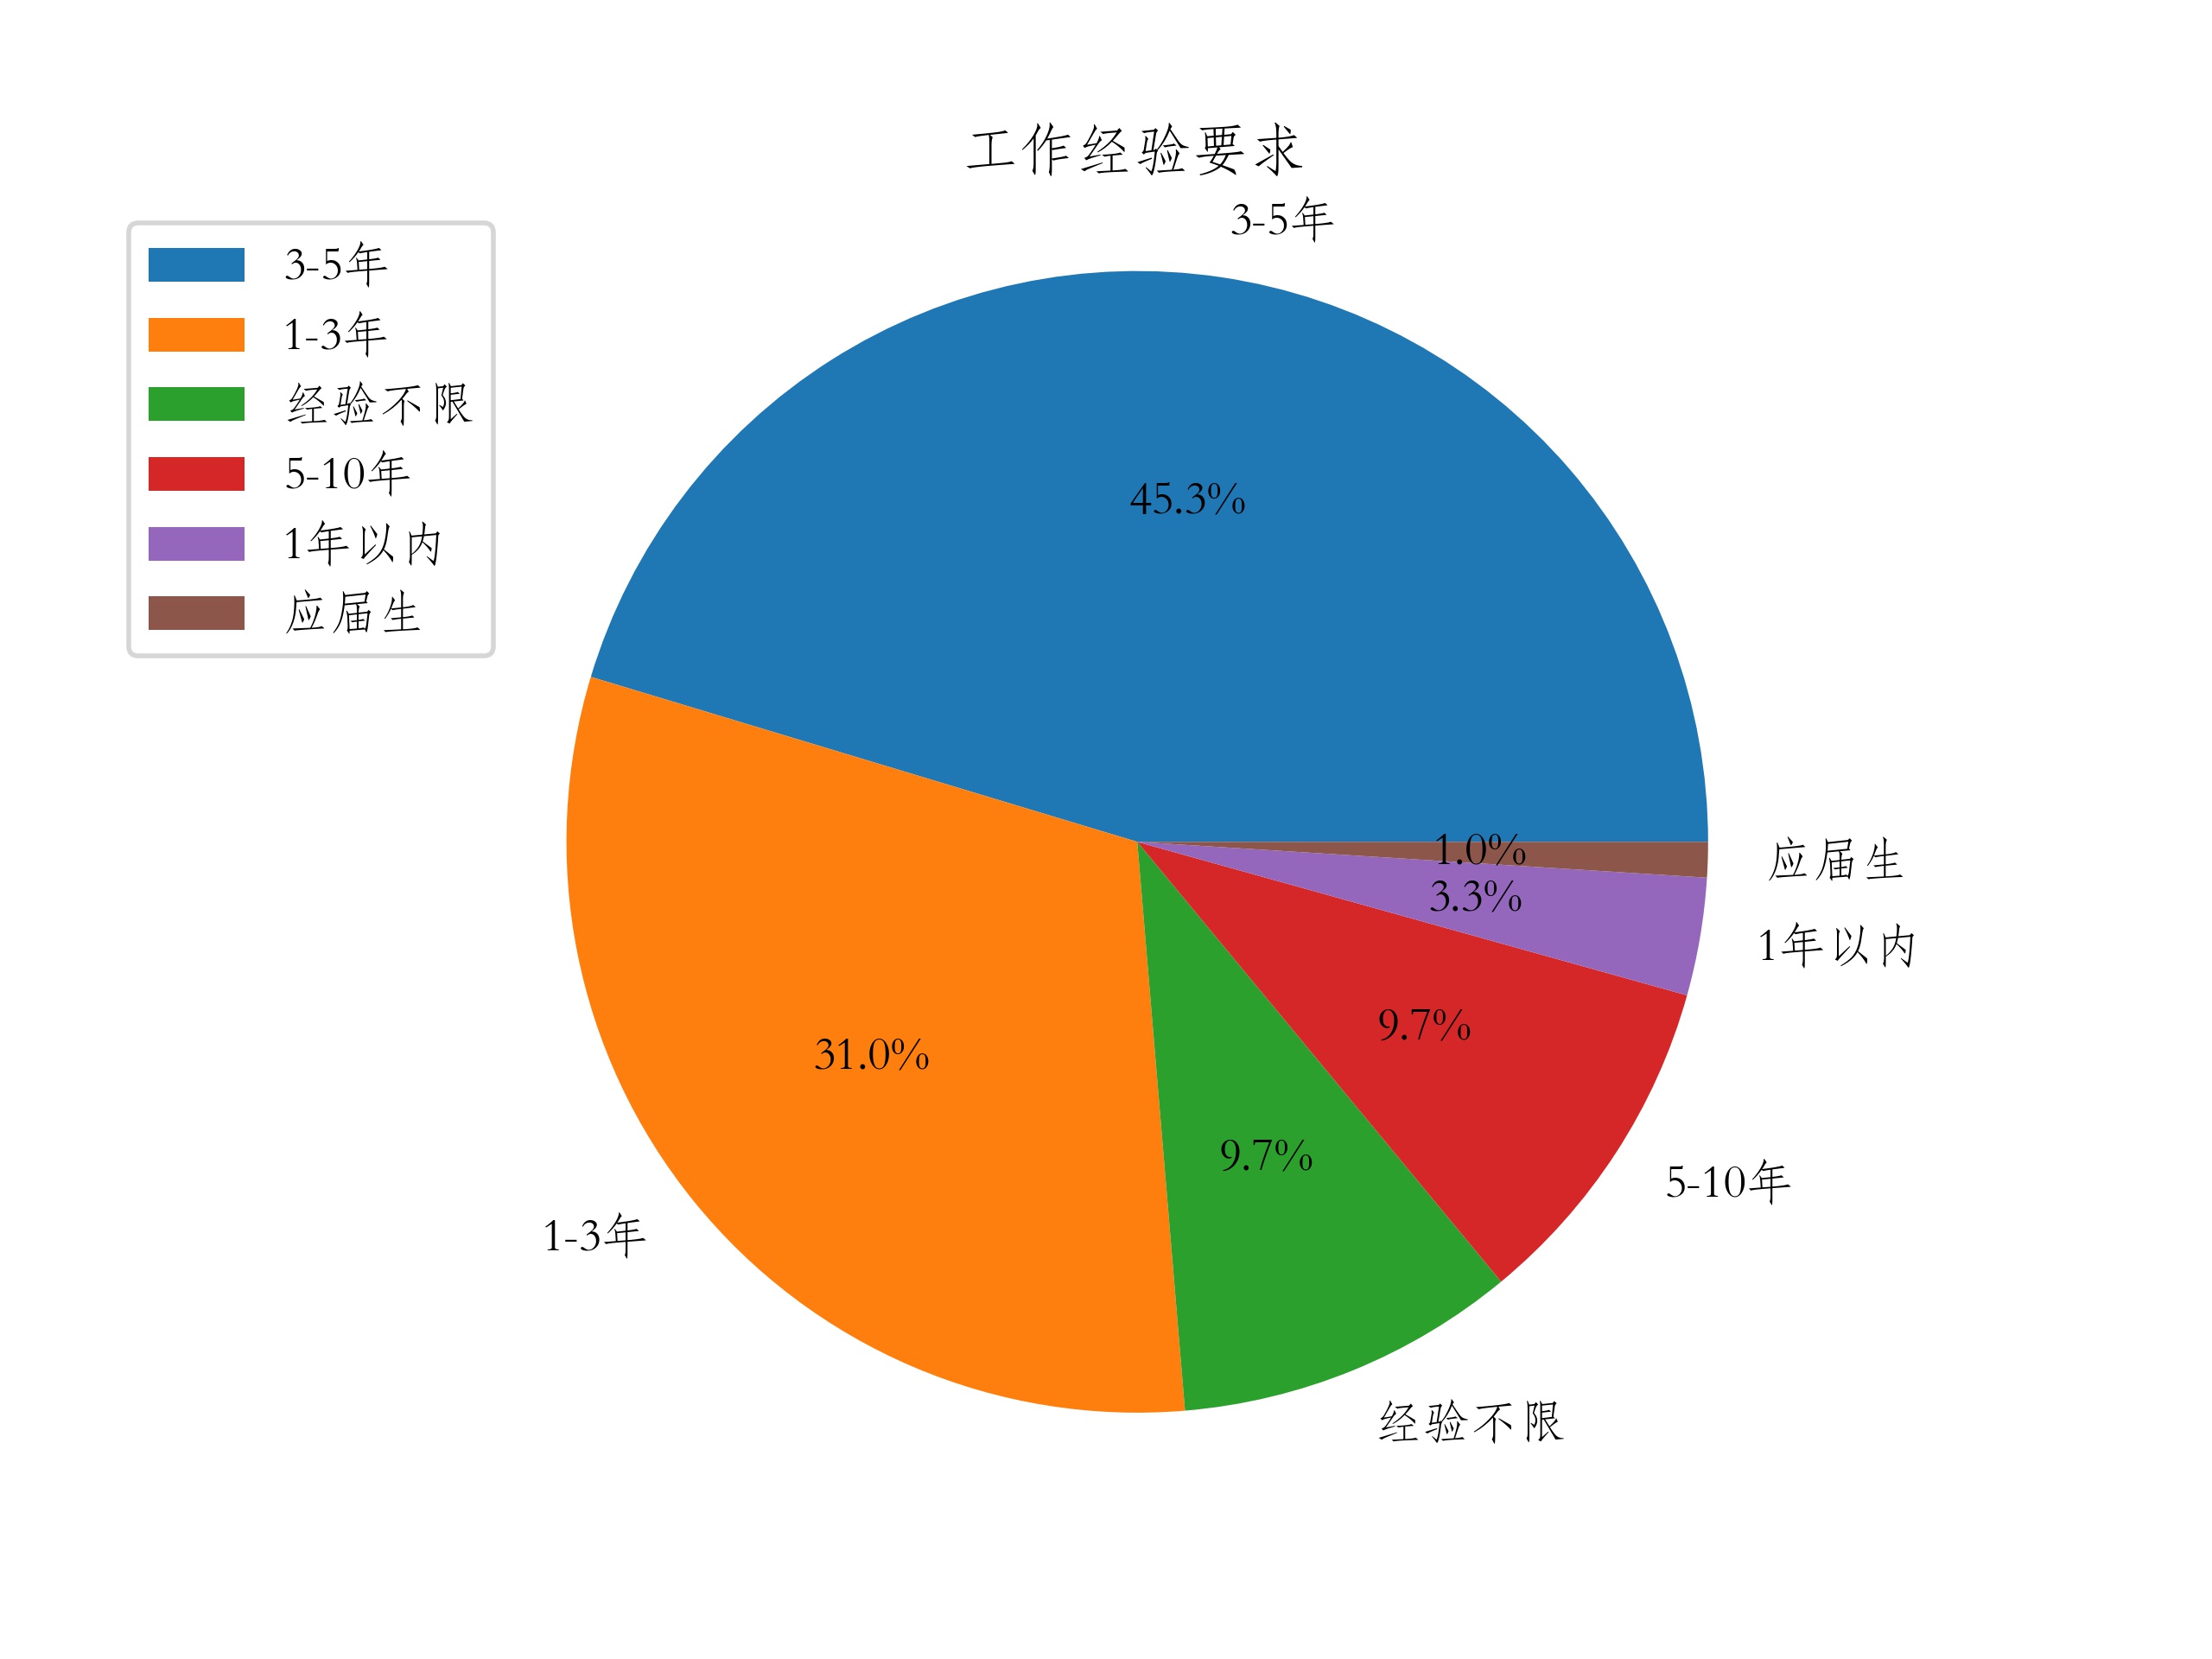 工作经验要求
3-5年
3-5年
1-3年
经验不限
5-10年
1年以内
应届生
45.3%
1.0%
应届生
3.3%
1年以内
9.7%
31.0%
9.7%
5-10年
1-3年
经验不限